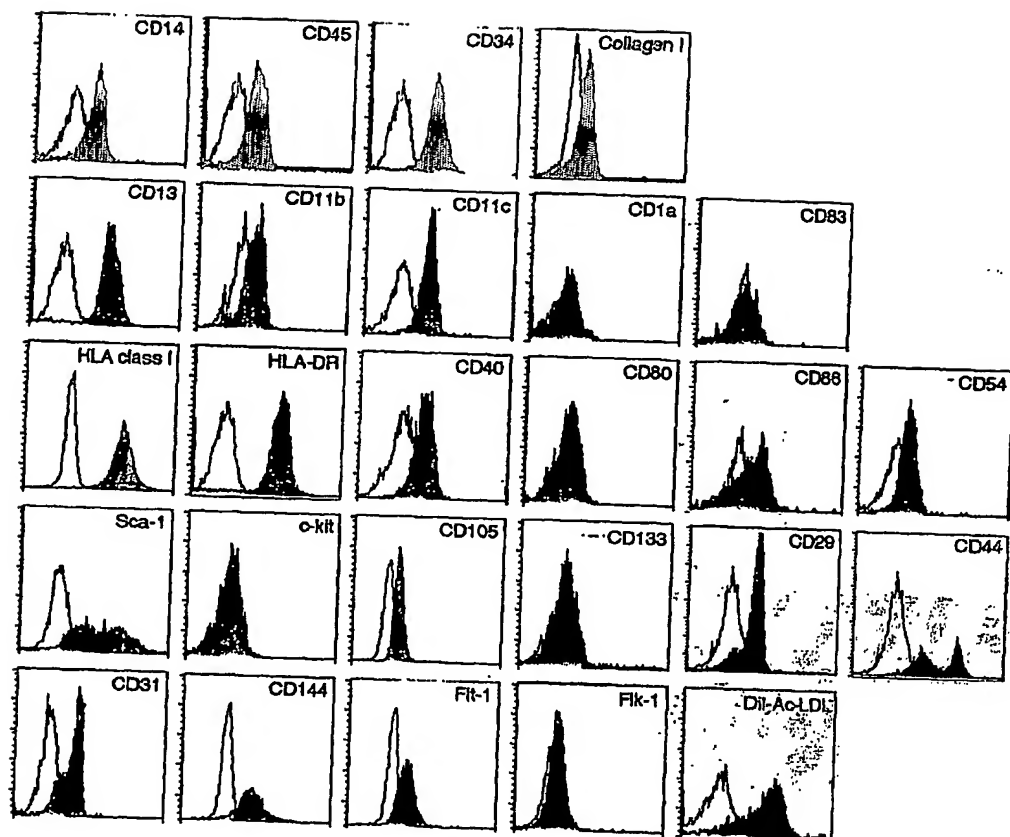 CD14 CD45 CD34 Collagen I
CD13 CD11b CD11c CD1a CD83
HLA class I HLA-DR CD40 CD80 CD86 CD54
Sca-1 c-kit CD105 CD133 CD29 CD44
CD31 CD144 Flt-1 Flk-1 Dil-Ac-LDL